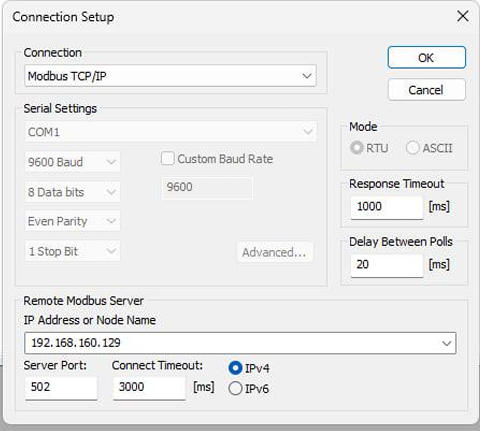 Connection Setup
Connection
OK
Modbus TCP/IP
Cancel
Serial Settings
COM1
Mode
9600 Baud
Custom Baud Rate
RTU
ASCII
8 Data bits
9600
Response Timeout
1000 [ms]
Even Parity
Delay Between Polls
1 Stop Bit
Advanced...
20 [ms]
Remote Modbus Server
IP Address or Node Name
192.168.160.129
Server Port:
Connect Timeout:
IPv4
502
3000 [ms]
IPv6